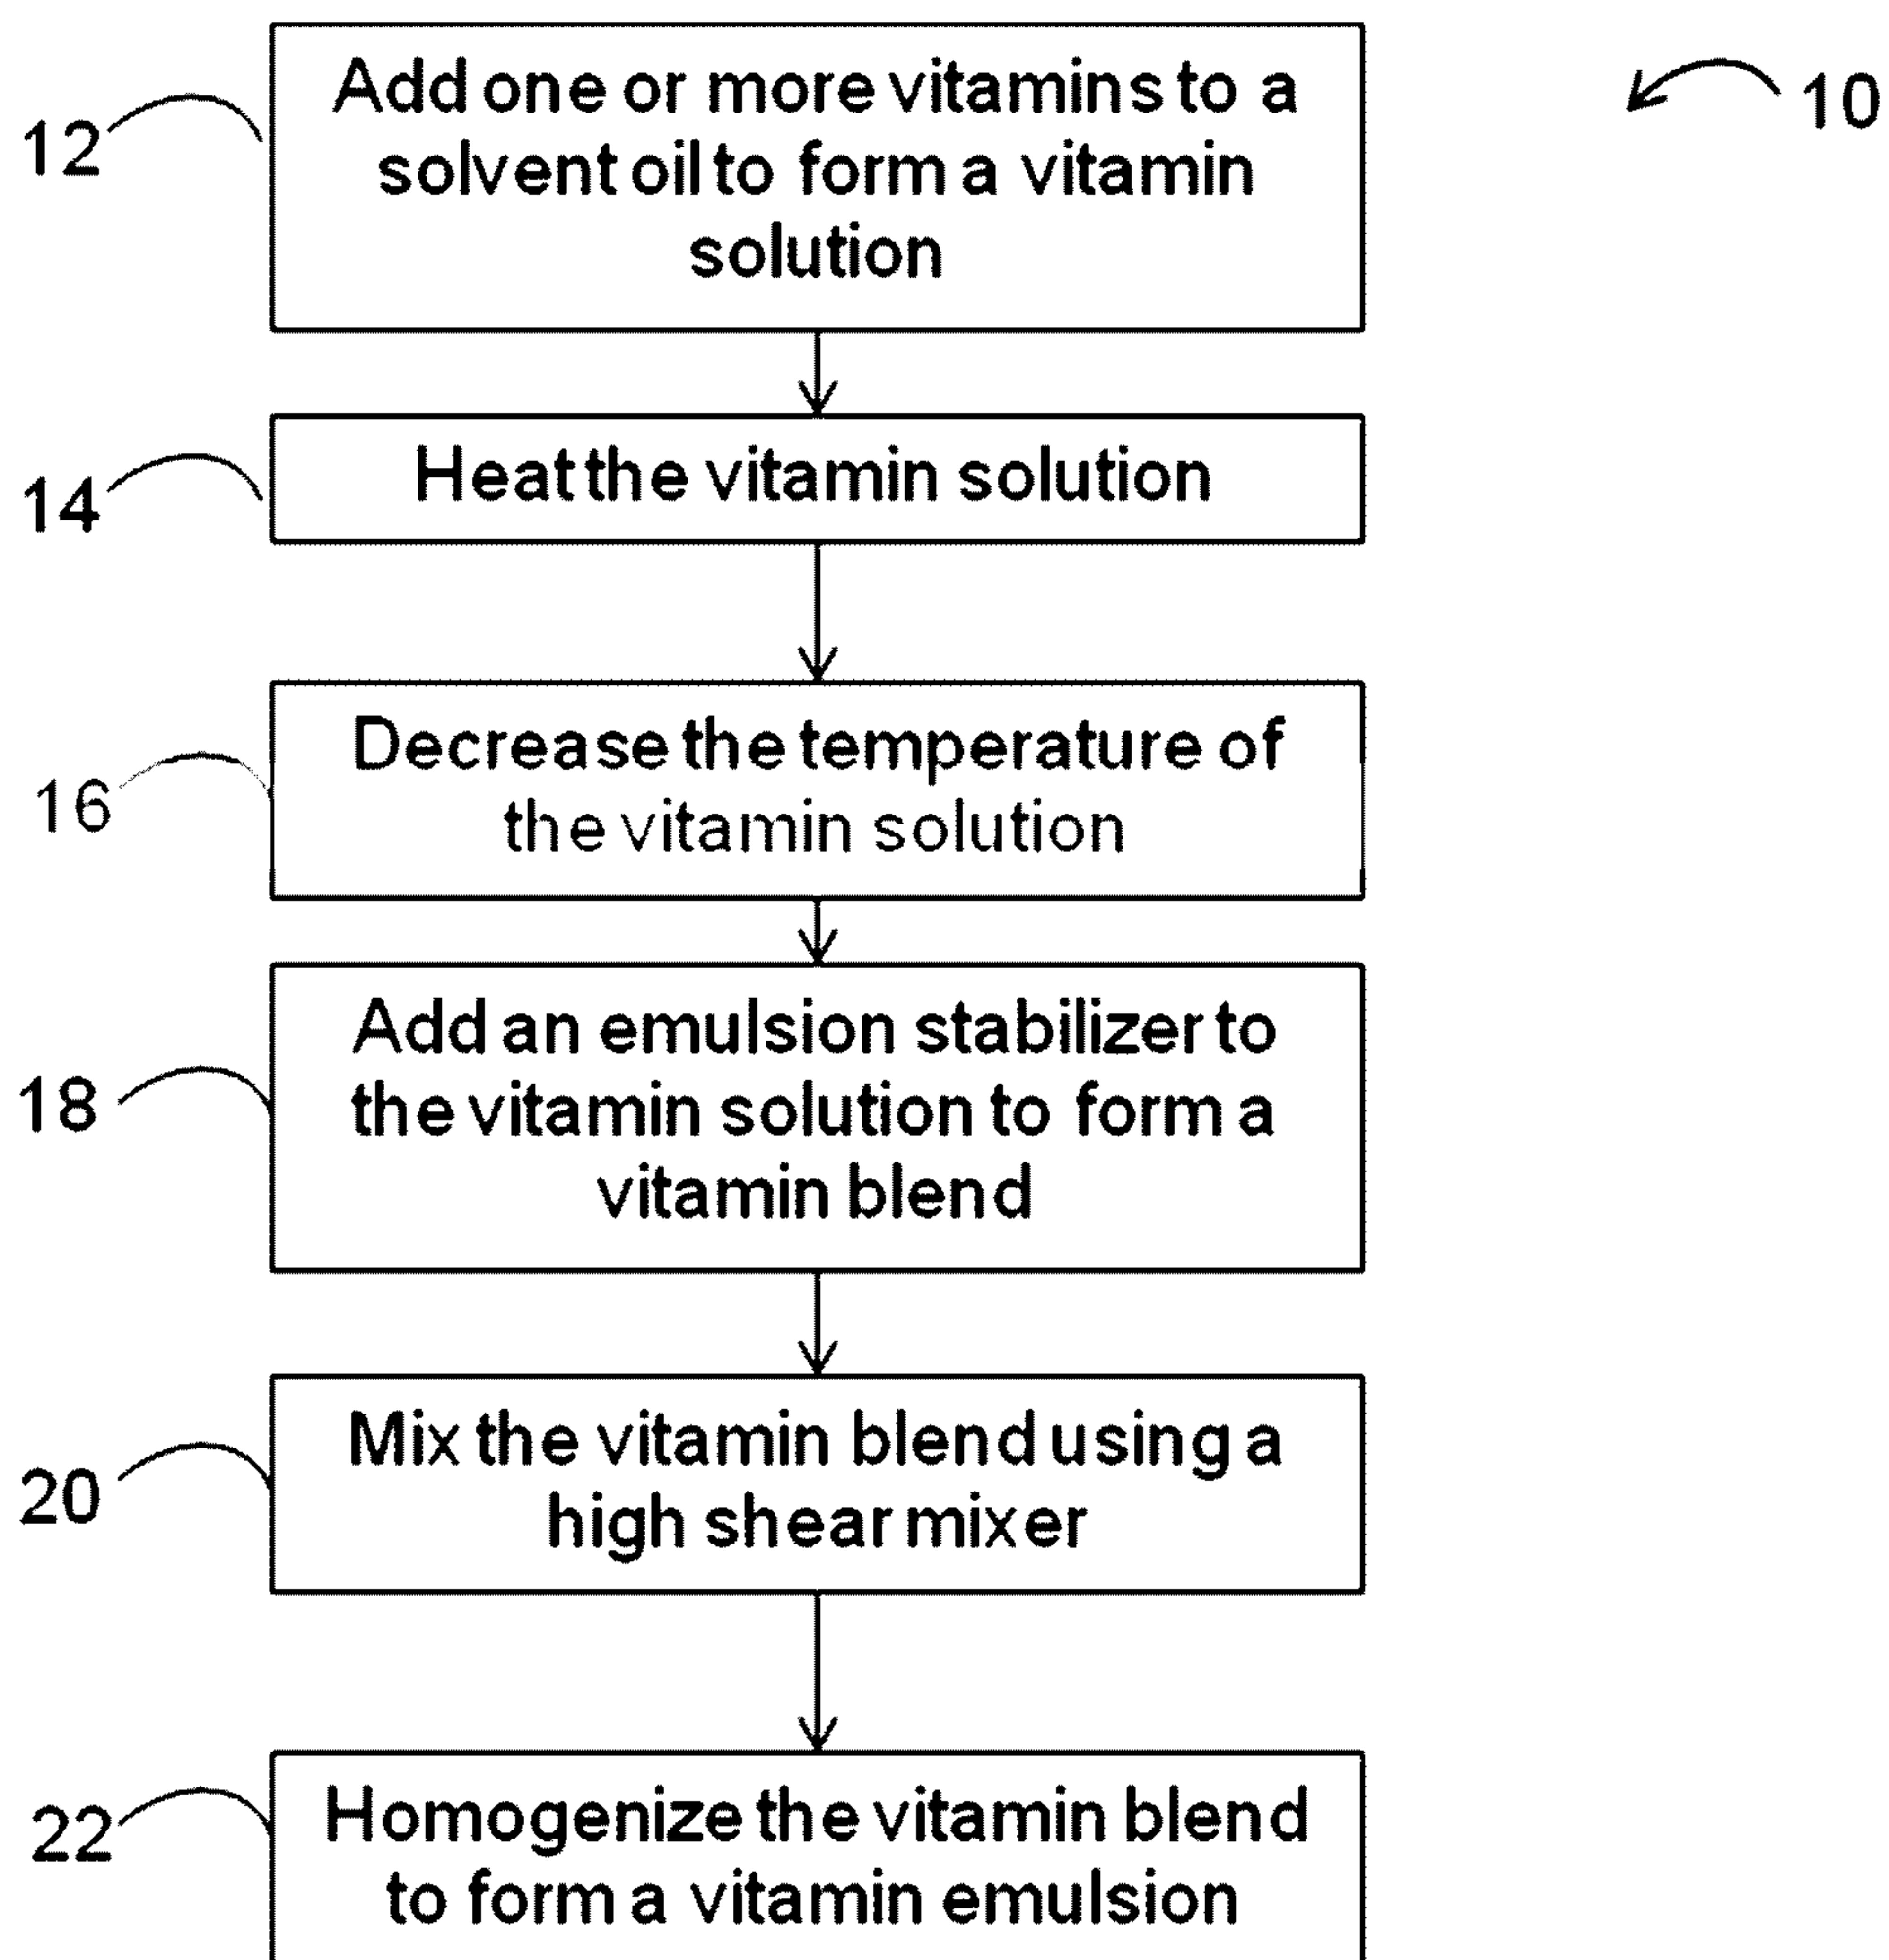 10
12
Add one or more vitamins to a
solvent oil to form a vitamin
solution
14
Heat the vitamin solution
16
Decrease the temperature of
the vitamin solution
18
Add an emulsion stabilizer to
the vitamin solution to form a
vitamin blend
20
Mix the vitamin blend using a
high shear mixer
22
Homogenize the vitamin blend
to form a vitamin emulsion